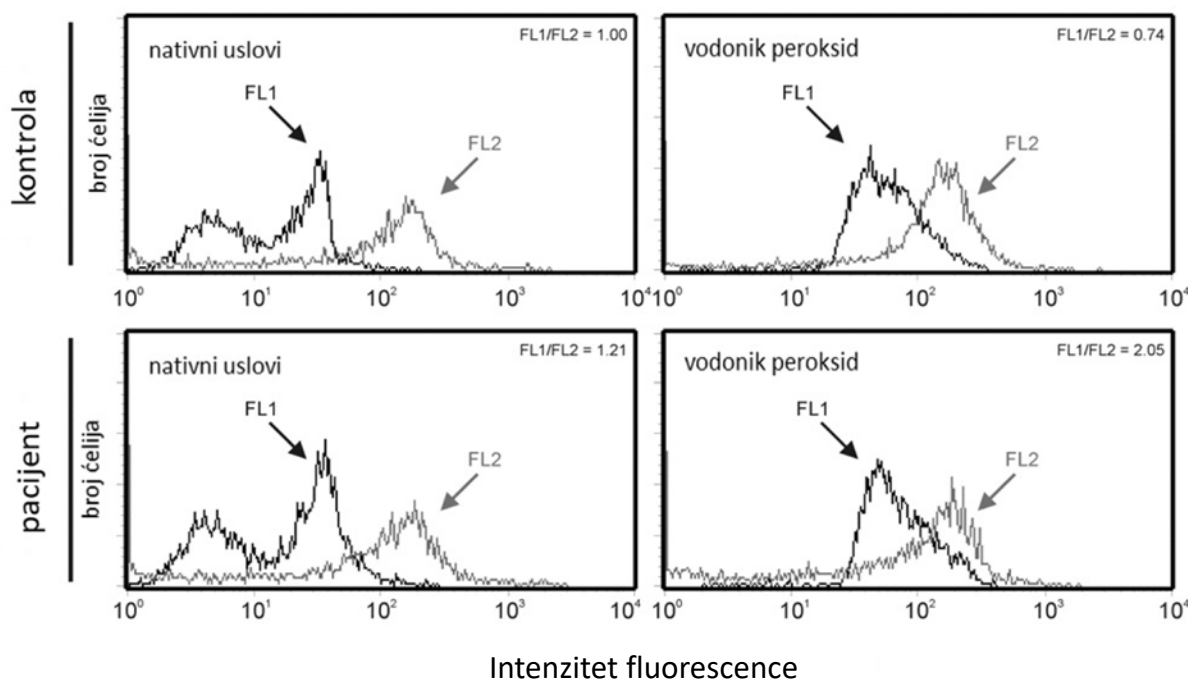 kontrola
broj ćelija
nativni uslovi
FL1/FL2 = 1.00
FL1
FL2
10⁰ 10¹ 10² 10³ 10⁴
vodonik peroksid
FL1/FL2 = 0.74
FL1
FL2
10⁰ 10¹ 10² 10³ 10⁴
pacijent
broj ćelija
nativni uslovi
FL1/FL2 = 1.21
FL1
FL2
10⁰ 10¹ 10² 10³ 10⁴
vodonik peroksid
FL1/FL2 = 2.05
FL1
FL2
10⁰ 10¹ 10² 10³ 10⁴
Intenzitet fluorescence